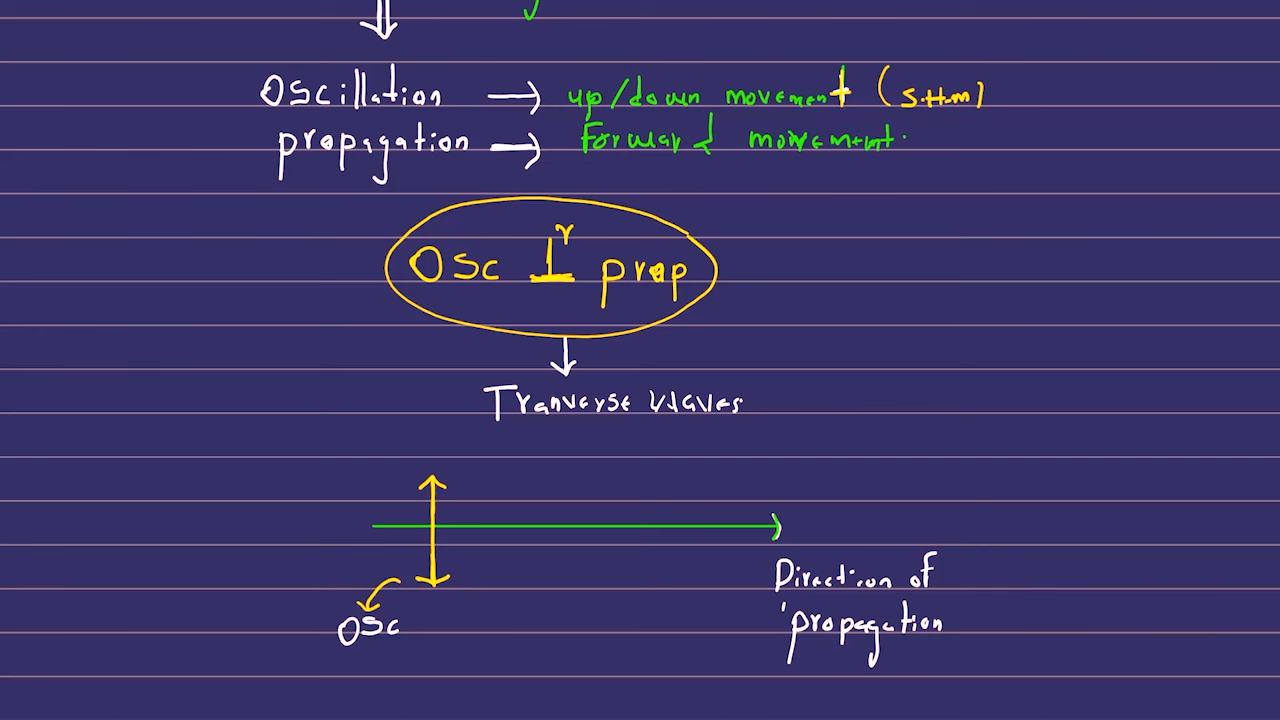 Oscillation → up/down movement (S.H.M)
propagation → Forward movement.
Osc ⊥r prop
Tranverse waves
Osc
Direction of
propagation